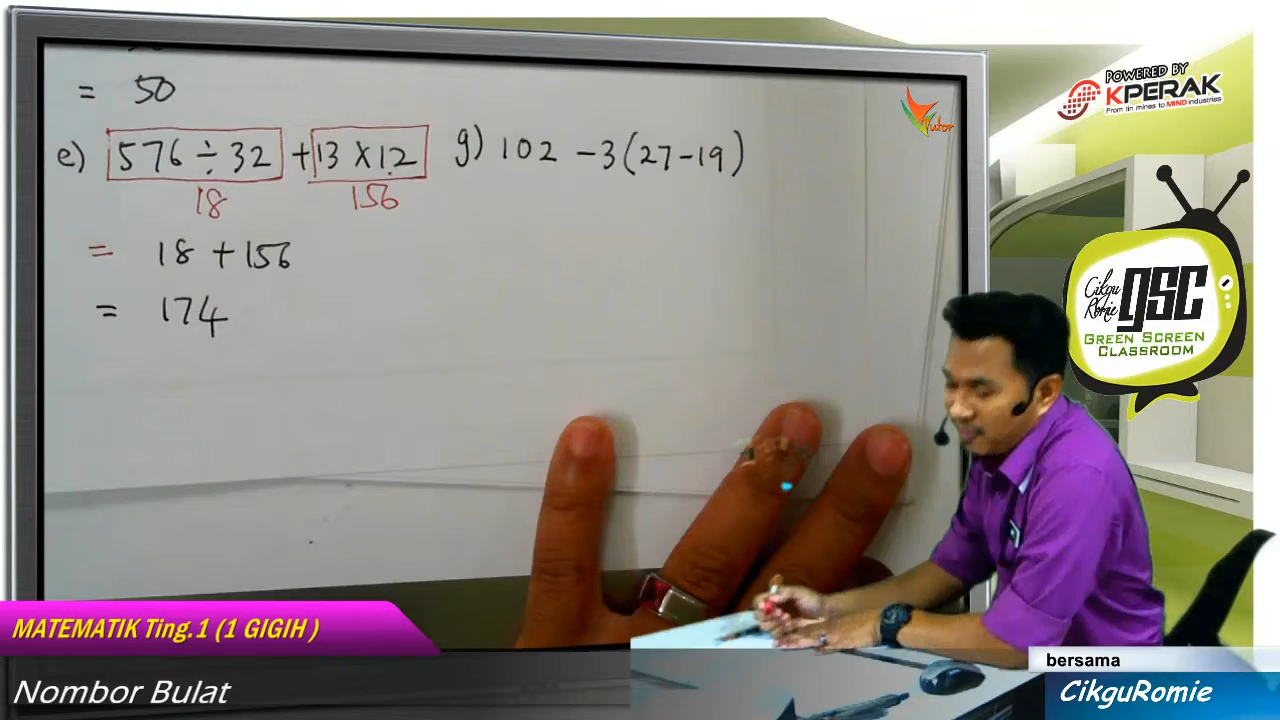 = 50
e) 576 ÷ 32 + 13 × 12
18 156
= 18 + 156
= 174
g) 102 - 3(27-19)
Tutor
POWERED BY
KPERAK
From tin mines to MIND industries
Cikgu
Romie
GSC
GREEN SCREEN
CLASSROOM
MATEMATIK Ting.1 (1 GIGIH )
Nombor Bulat
bersama
CikguRomie